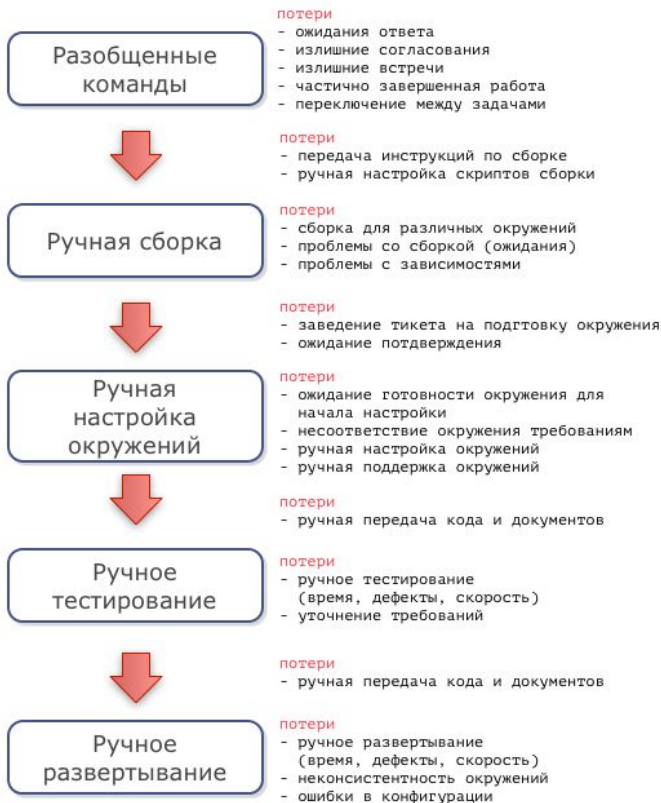 Разобщенные
команды
потери
- ожидания ответа
- излишние согласования
- излишние встречи
- частично завершенная работа
- переключение между задачами
потери
- передача инструкций по сборке
- ручная настройка скриптов сборки
Ручная сборка
потери
- сборка для различных окружений
- проблемы со сборкой (ожидания)
- проблемы с зависимостями
потери
- заведение тикета на подгтовку окружения
- ожидание потдверждения
Ручная
настройка
окружений
потери
- ожидание готовности окружения для
начала настройки
- несоответствие окружения требованиям
- ручная настройка окружений
- ручная поддержка окружений
потери
- ручная передача кода и документов
Ручное
тестирование
потери
- ручное тестирование
(время, дефекты, скорость)
- уточнение требований
потери
- ручная передача кода и документов
Ручное
развертывание
потери
- ручное развертывание
(время, дефекты, скорость)
- неконсистентность окружений
- ошибки в конфигурации